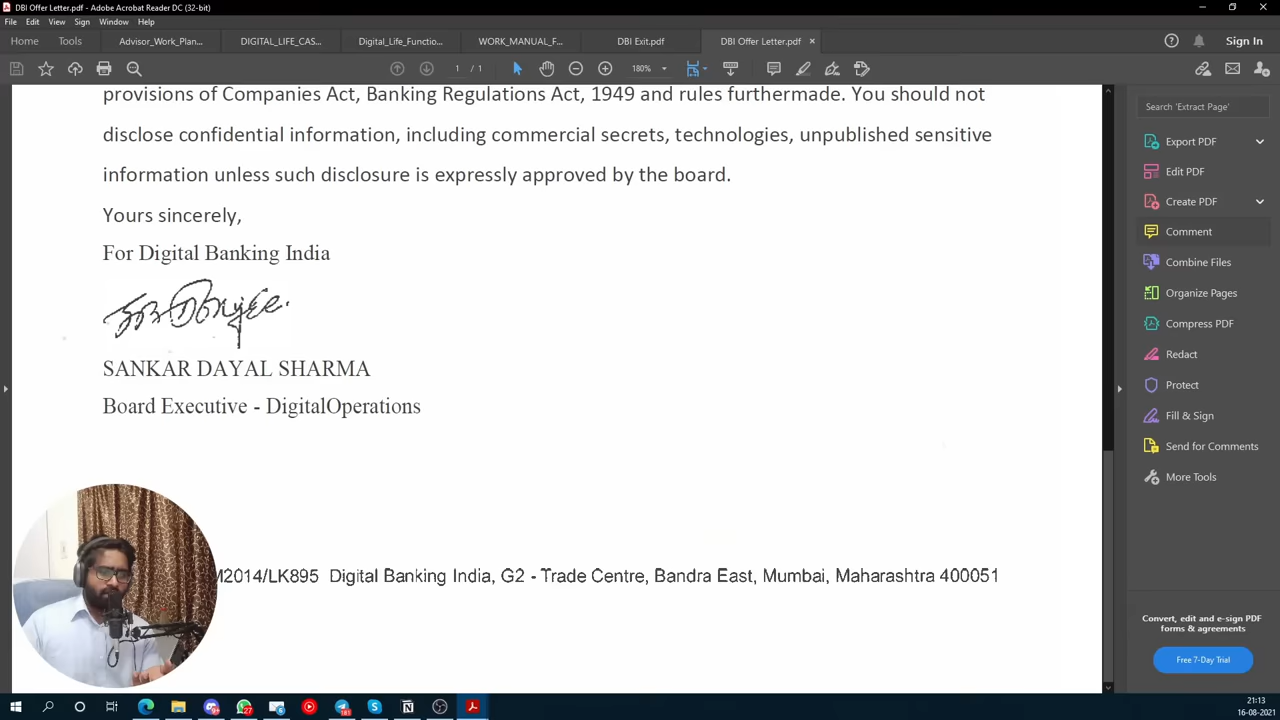 DBI Offer Letter.pdf - Adobe Acrobat Reader DC (32-bit)
File Edit View Sign Window Help
Home Tools Advisor_Work_Plan... DIGITAL_LIFE_CAS... Digital_Life_Functio... WORK_MANUAL_F... DBI Exit.pdf DBI Offer Letter.pdf × Sign In
1 / 1 180%
provisions of Companies Act, Banking Regulations Act, 1949 and rules furthermade. You should not
disclose confidential information, including commercial secrets, technologies, unpublished sensitive
information unless such disclosure is expressly approved by the board.
Yours sincerely,
For Digital Banking India
SANKAR DAYAL SHARMA
Board Executive - DigitalOperations
M2014/LK895 Digital Banking India, G2 - Trade Centre, Bandra East, Mumbai, Maharashtra 400051
Search 'Extract Page'
Export PDF
Edit PDF
Create PDF
Comment
Combine Files
Organize Pages
Compress PDF
Redact
Protect
Fill & Sign
Send for Comments
More Tools
Convert, edit and e-sign PDF
forms & agreements
Free 7-Day Trial
27
181
21:13
16-08-2021